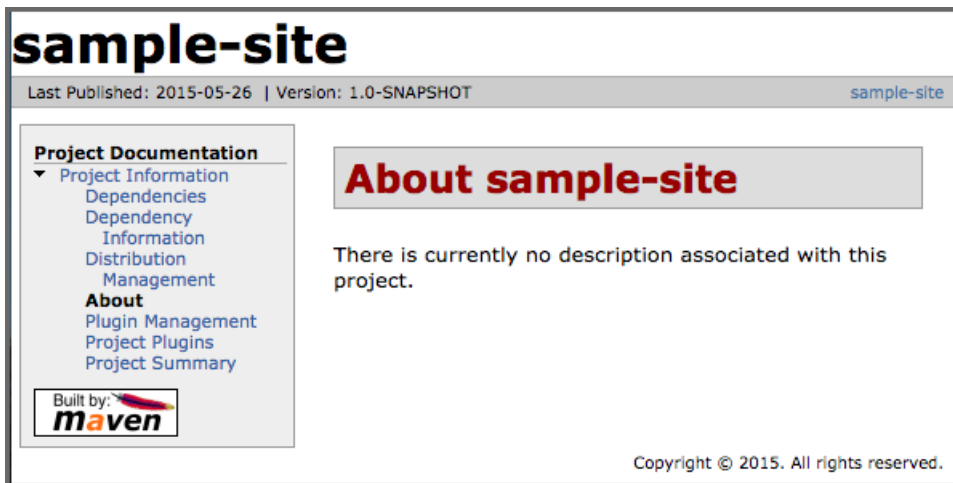 sample-site
Last Published: 2015-05-26 | Version: 1.0-SNAPSHOT
sample-site
Project Documentation
Project Information
Dependencies
Dependency
Information
Distribution
Management
About
Plugin Management
Project Plugins
Project Summary
Built by:
maven
About sample-site
There is currently no description associated with this
project.
Copyright © 2015. All rights reserved.